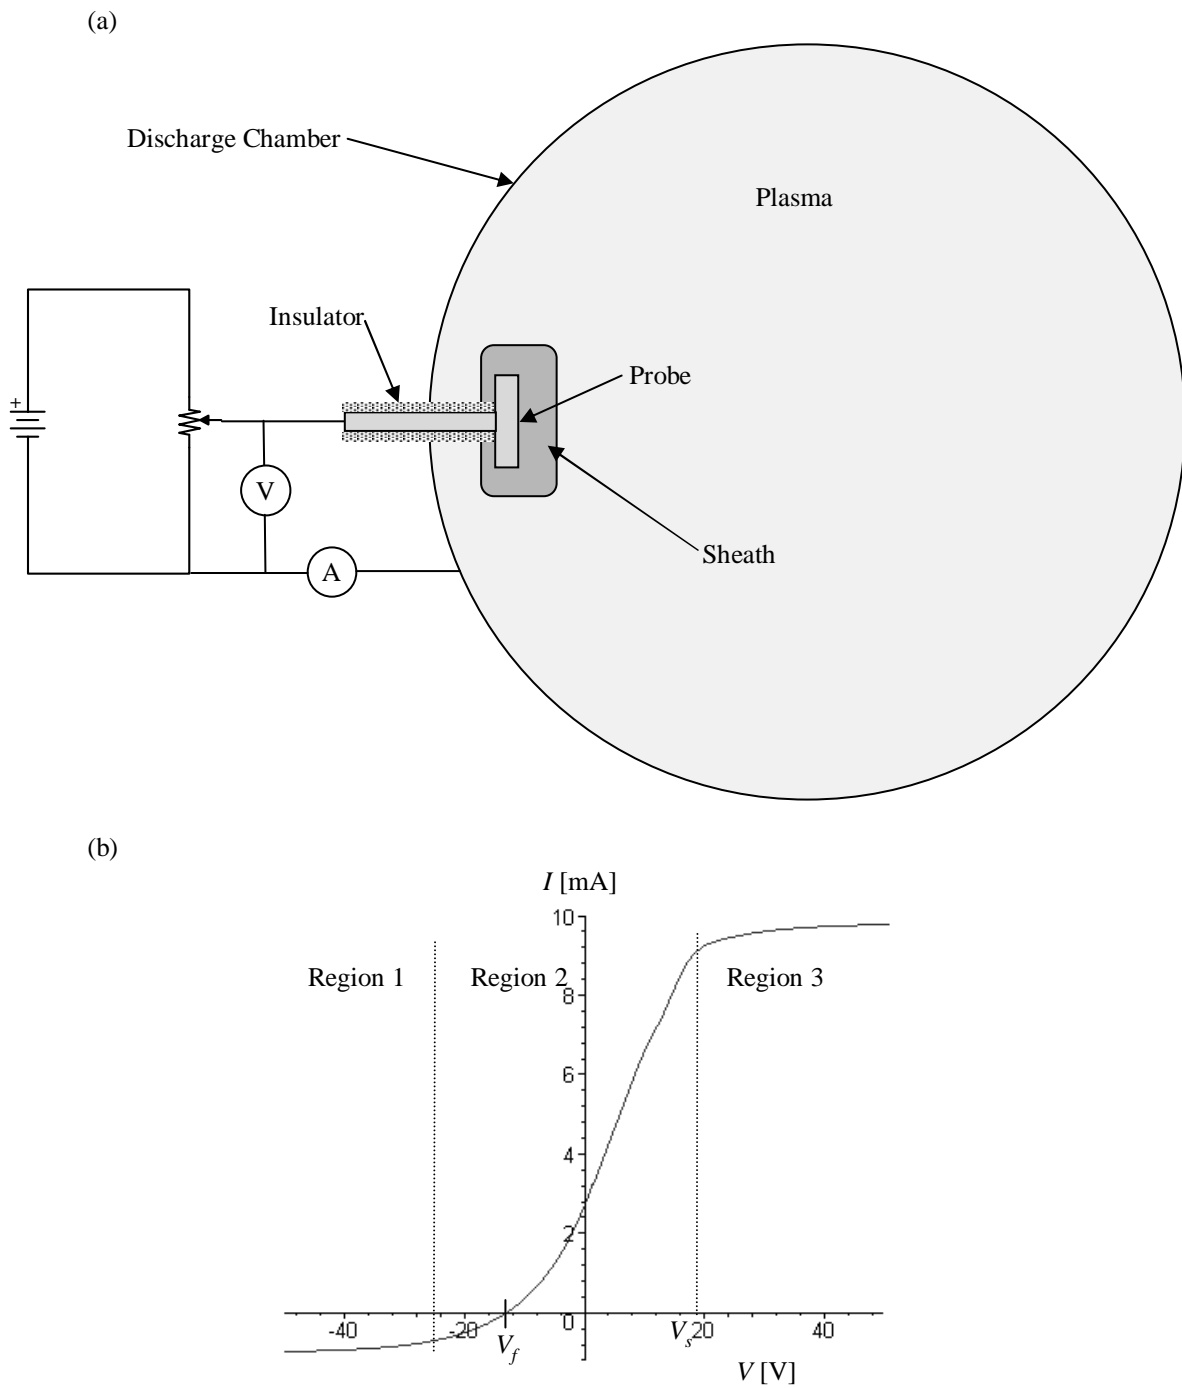 (a)
Discharge Chamber
Plasma
Insulator
Probe
+
V
Sheath
A
(b)
I [mA]
10
Region 1
Region 2
Region 3
8
6
4
2
0
-40
-20
20
40
V_f
V_s
V [V]